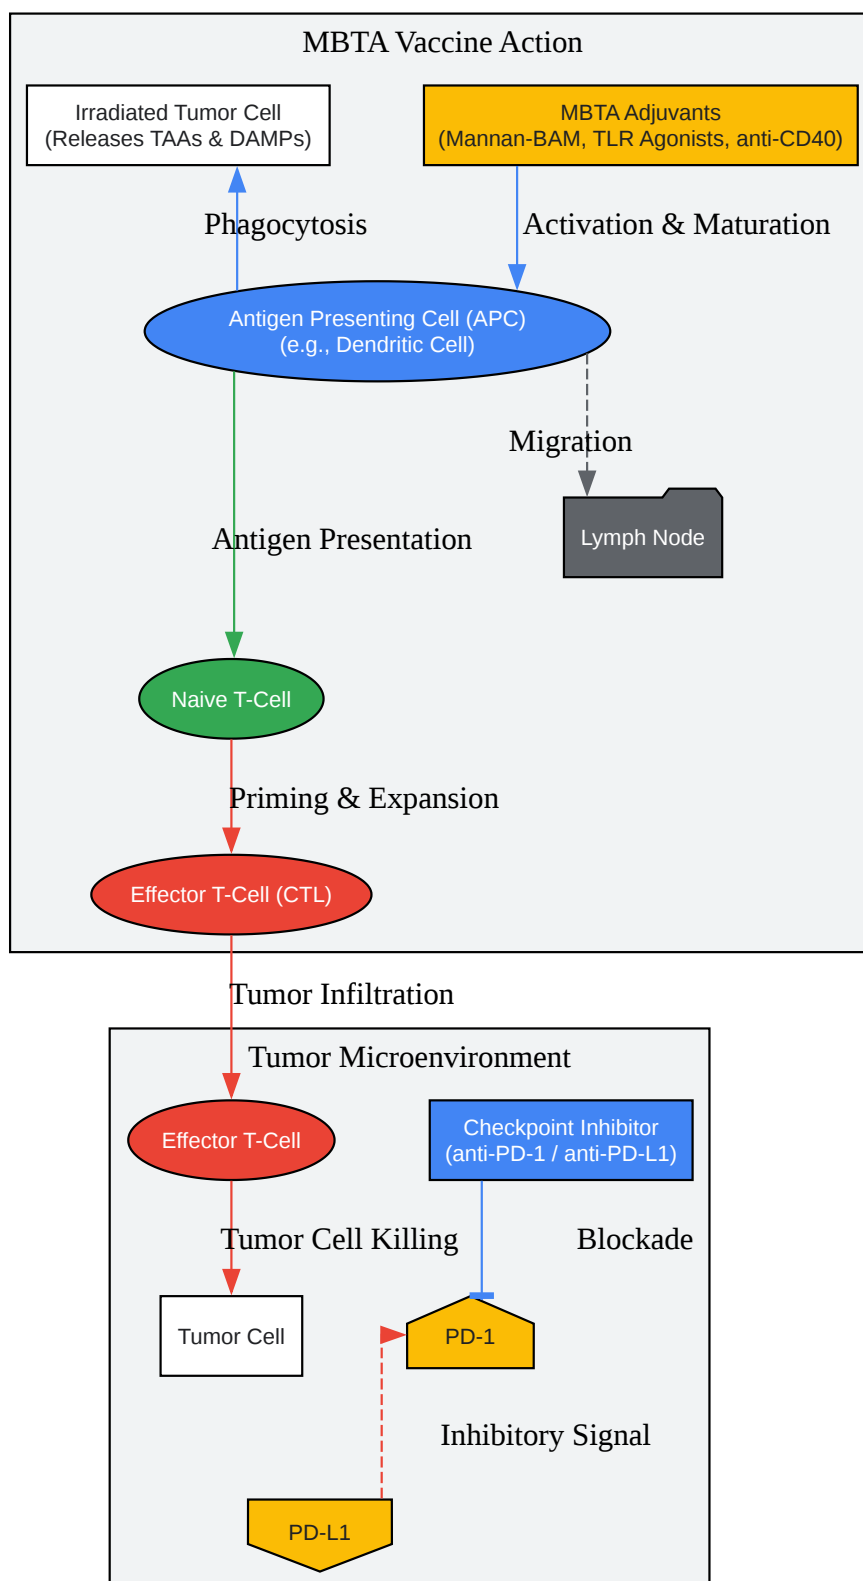 MBTA Vaccine Action
Irradiated Tumor Cell
(Releases TAAs & DAMPs)
MBTA Adjuvants
(Mannan-BAM, TLR Agonists, anti-CD40)
Phagocytosis
Activation & Maturation
Antigen Presenting Cell (APC)
(e.g., Dendritic Cell)
Migration
Lymph Node
Antigen Presentation
Naive T-Cell
Priming & Expansion
Effector T-Cell (CTL)
Tumor Infiltration
Tumor Microenvironment
Effector T-Cell
Checkpoint Inhibitor
(anti-PD-1 / anti-PD-L1)
Tumor Cell Killing
Blockade
Tumor Cell
PD-1
Inhibitory Signal
PD-L1